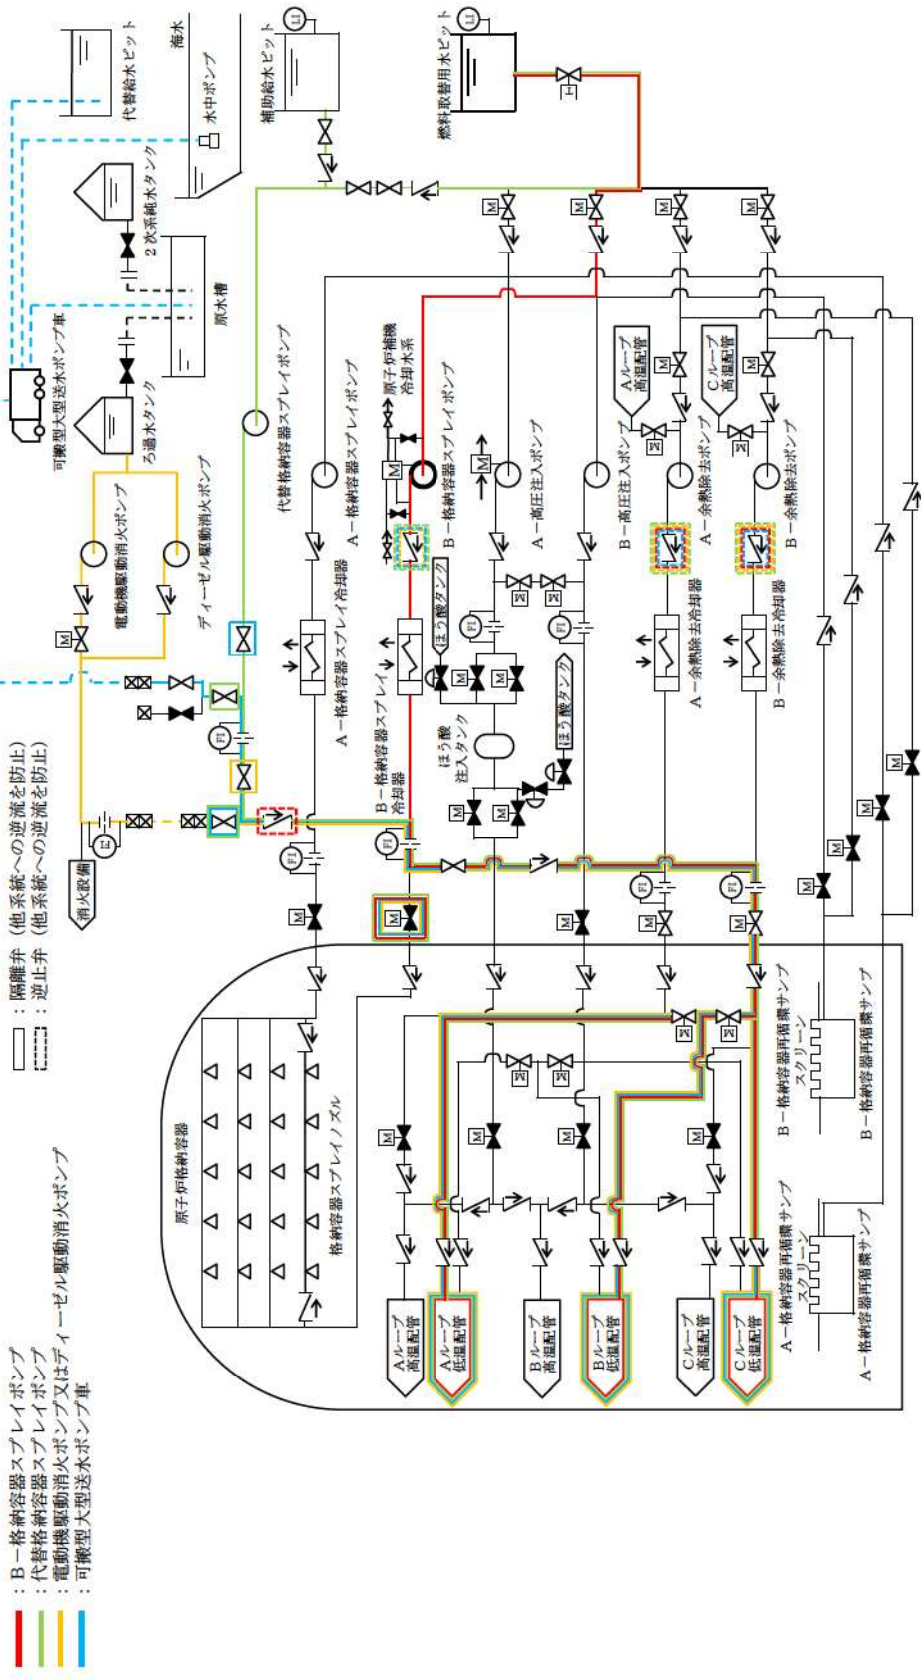 ：B－格納容器スプレイポンプ
：代替格納容器スプレイポンプ
：電動機駆動消火ポンプ又はディーゼル駆動消火ポンプ
：可搬型大型送水ポンプ車
：隔離弁（他系統への逆流を防止）
：逆止弁（他系統への逆流を防止）
代替給水ピット
海水
水中ポンプ
補助給水ピット
LI
燃料取替用水ピット
LI
可搬型大型送水ポンプ車
2次系純水タンク
ろ過水タンク
原水槽
電動機駆動消火ポンプ
ディーゼル駆動消火ポンプ
M
消火設備
FI
FI
代替格納容器スプレイポンプ
A－格納容器スプレイポンプ
A－格納容器スプレイ冷却器
FI
M
原子炉補機
冷却水系
M
B－格納容器スプレイポンプ
B－格納容器スプレイ
冷却器
FI
M
ほう酸タンク
A－高圧注入ポンプ
M
M
M
FI
M
M
M
ほう酸
注入タンク
M
M
ほう酸タンク
FI
B－高圧注入ポンプ
M
M
Aループ
高温配管
M
M
M
A－余熱除去ポンプ
A－余熱除去冷却器
FI
M
Cループ
高温配管
M
M
M
B－余熱除去ポンプ
B－余熱除去冷却器
FI
M
M
M
M
M
原子炉格納容器
格納容器スプレイノズル
M
M
M
M
M
M
M
M
Aループ
高温配管
Aループ
低温配管
Bループ
高温配管
Bループ
低温配管
Cループ
高温配管
Cループ
低温配管
B－格納容器再循環サンプ
スクリーン
B－格納容器再循環サンプ
A－格納容器再循環サンプ
スクリーン
A－格納容器再循環サンプ